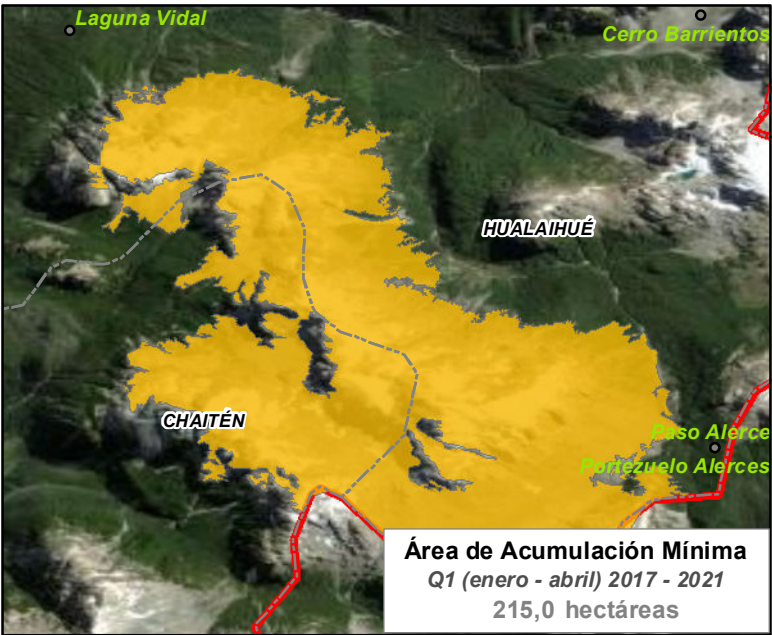 Laguna Vidal
Cerro Barrientos
HUALAIHUÉ
CHAITÉN
Paso Alerce
Portezuelo Alerces
Área de Acumulación Mínima
Q1 (enero - abril) 2017 - 2021
215,0 hectáreas